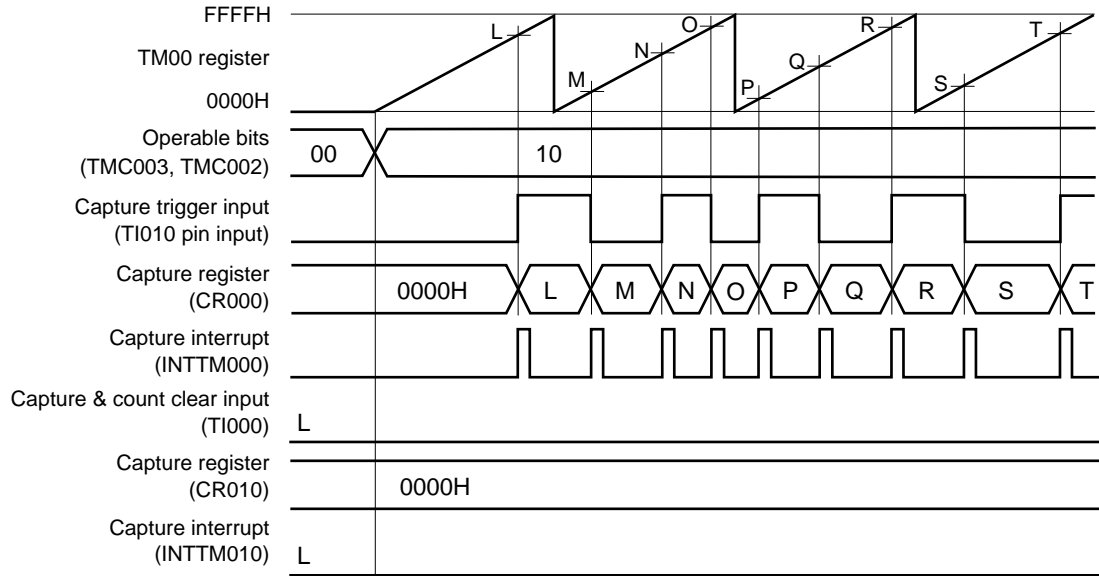 FFFFH
TM00 register
0000H
L M N O P Q R S T
Operable bits
(TMC003, TMC002)
00 10
Capture trigger input
(TI010 pin input)
Capture register
(CR000)
0000H L M N O P Q R S T
Capture interrupt
(INTTM000)
Capture & count clear input
(TI000)
L
Capture register
(CR010)
0000H
Capture interrupt
(INTTM010)
L